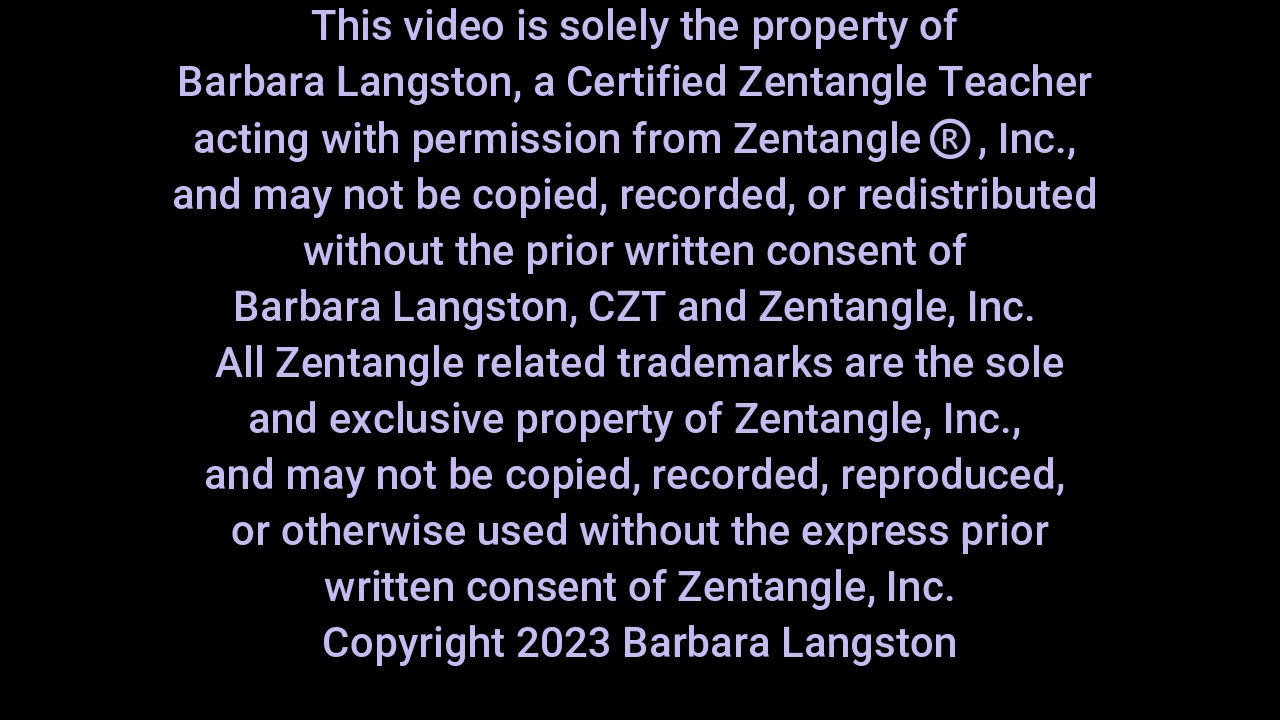 This video is solely the property of
Barbara Langston, a Certified Zentangle Teacher
acting with permission from Zentangle®, Inc.,
and may not be copied, recorded, or redistributed
without the prior written consent of
Barbara Langston, CZT and Zentangle, Inc.
All Zentangle related trademarks are the sole
and exclusive property of Zentangle, Inc.,
and may not be copied, recorded, reproduced,
or otherwise used without the express prior
written consent of Zentangle, Inc.
Copyright 2023 Barbara Langston